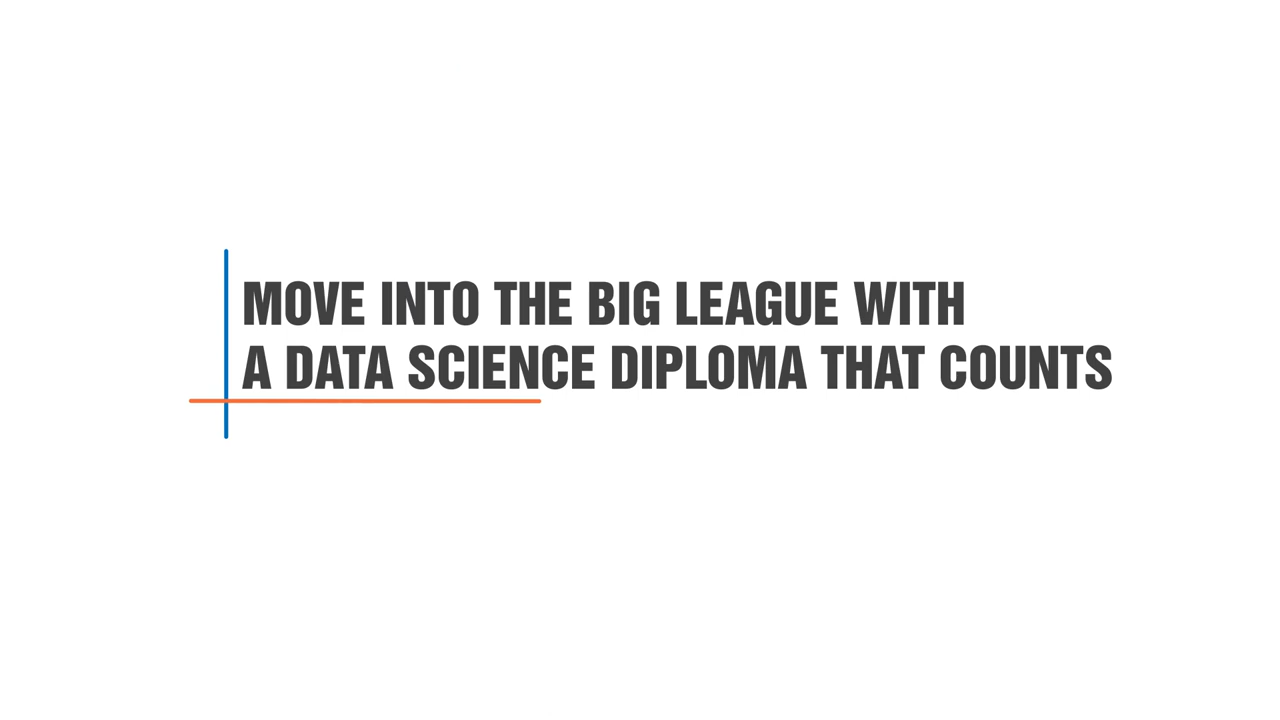 MOVE INTO THE BIG LEAGUE WITH
A DATA SCIENCE DIPLOMA THAT COUNTS